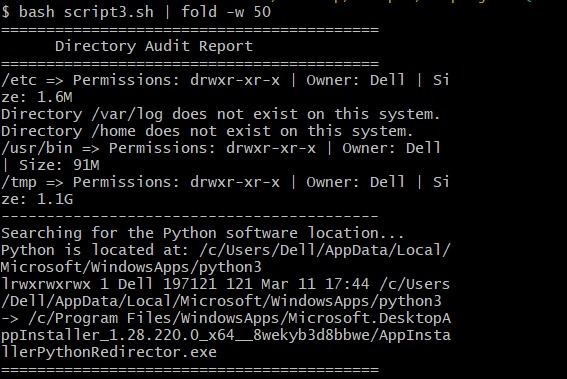 $ bash script3.sh | fold -w 50
==========================================
      Directory Audit Report
==========================================
/etc => Permissions: drwxr-xr-x | Owner: Dell | Si
ze: 1.6M
Directory /var/log does not exist on this system.
Directory /home does not exist on this system.
/usr/bin => Permissions: drwxr-xr-x | Owner: Dell 
| Size: 91M
/tmp => Permissions: drwxr-xr-x | Owner: Dell | Si
ze: 1.1G
------------------------------------------
Searching for the Python software location...
Python is located at: /c/Users/Dell/AppData/Local/
Microsoft/WindowsApps/python3
lrwxrwxrwx 1 Dell 197121 121 Mar 11 17:44 /c/Users
/Dell/AppData/Local/Microsoft/WindowsApps/python3 
-> /c/Program Files/WindowsApps/Microsoft.DesktopA
ppInstaller_1.28.220.0_x64__8wekyb3d8bbwe/AppInsta
llerPythonRedirector.exe
==========================================